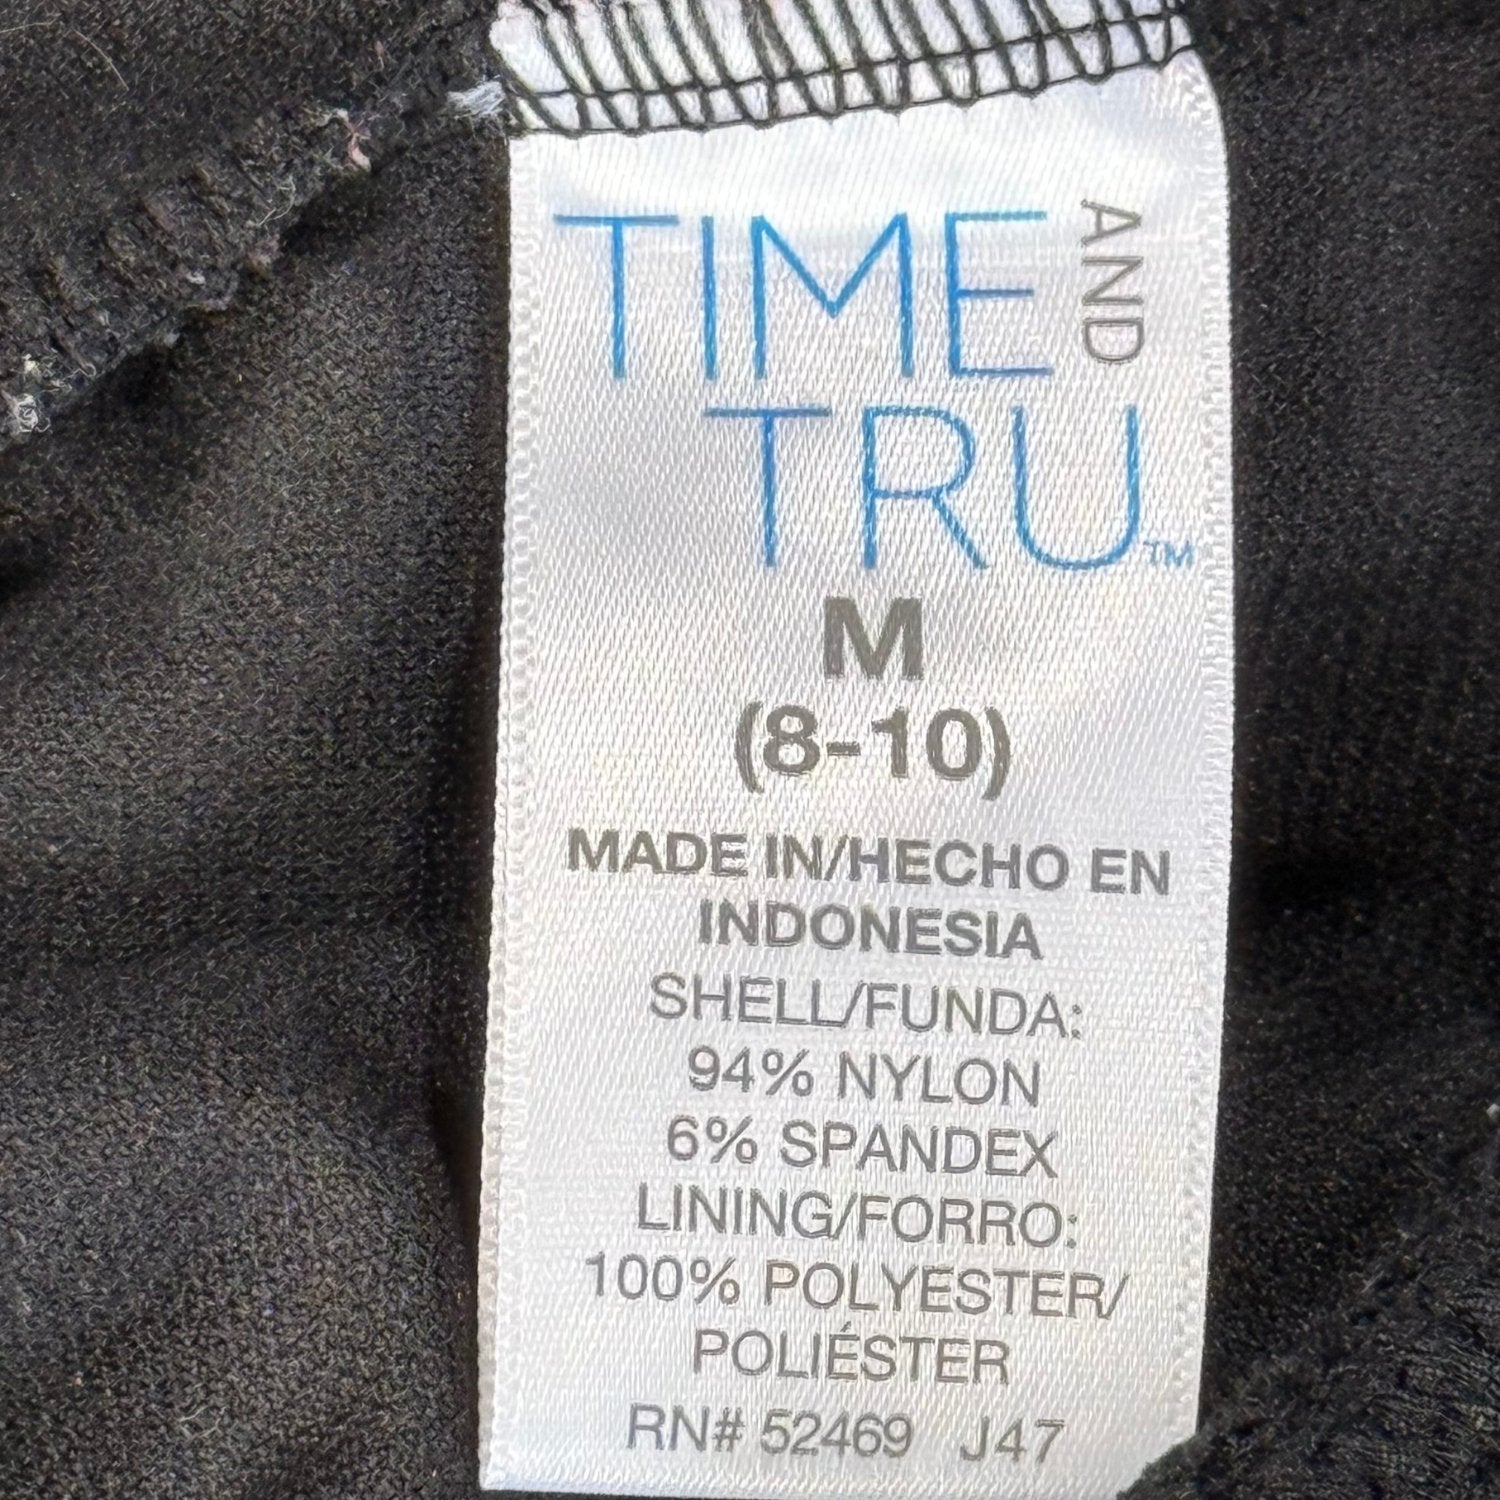 TIME AND
TRU™
M
(8-10)
MADE IN/HECHO EN
INDONESIA
SHELL/FUNDA:
94% NYLON
6% SPANDEX
LINING/FORRO:
100% POLYESTER/
POLIÉSTER
RN# 52469 J47